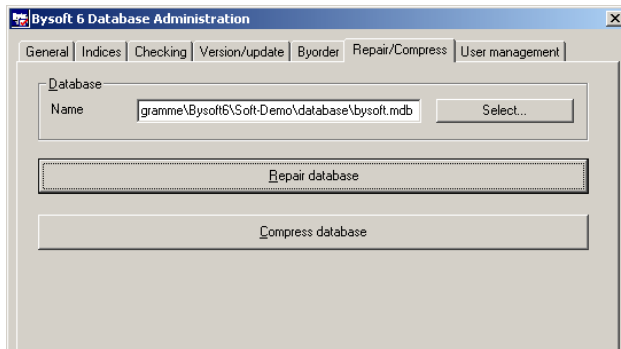 Bysoft 6 Database Administration
General Indices Checking Version/update Byorder Repair/Compress User management
Database
Name gramme\Bysoft6\Soft-Demo\database\bysoft.mdb Select...
Repair database
Compress database